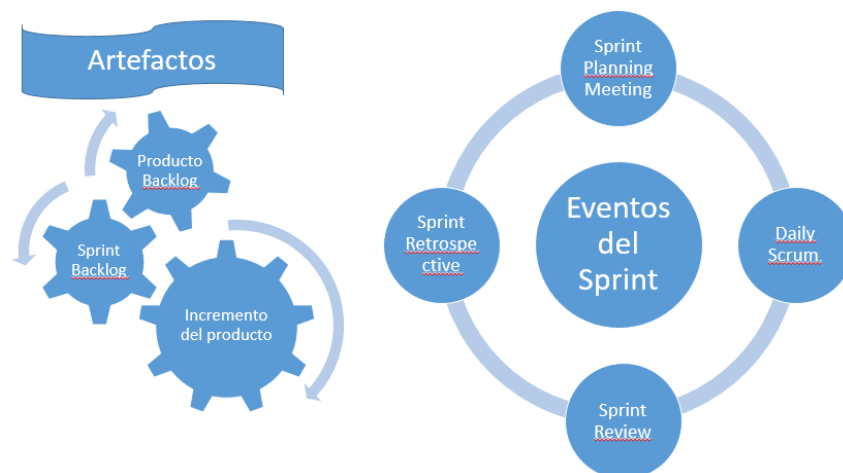 Artefactos
Producto
Backlog
Sprint
Backlog
Incremento
del producto
Sprint
Planning
Meeting
Eventos
del
Sprint
Sprint
Retrospe
ctive
Daily
Scrum.
Sprint
Review